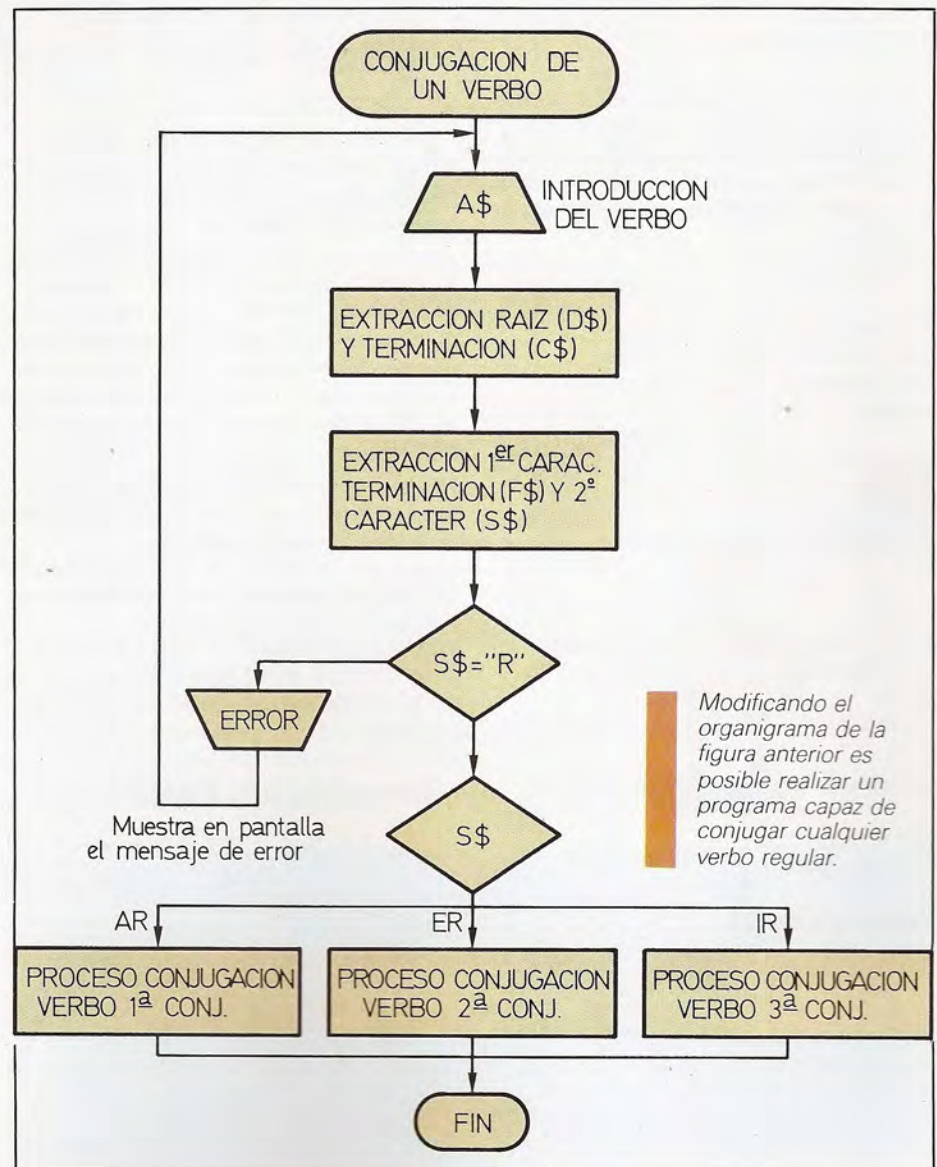 CONJUGACION DE
UN VERBO
A$
INTRODUCCION
DEL VERBO
EXTRACCION RAIZ (D$)
Y TERMINACION (C$)
EXTRACCION 1er CARAC.
TERMINACION (F$) Y 2º
CARACTER (S$)
S$="R"
ERROR
Muestra en pantalla
el mensaje de error
Modificando el
organigrama de la
figura anterior es
posible realizar un
programa capaz de
conjugar cualquier
verbo regular.
S$
AR
ER
IR
PROCESO CONJUGACION
VERBO 1ª CONJ.
PROCESO CONJUGACION
VERBO 2ª CONJ.
PROCESO CONJUGACION
VERBO 3ª CONJ.
FIN